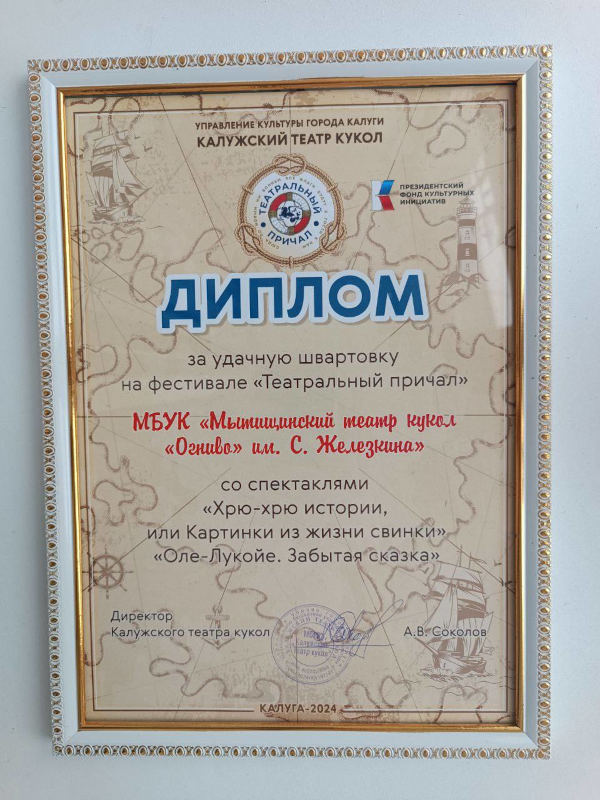 УПРАВЛЕНИЕ КУЛЬТУРЫ ГОРОДА КАЛУГИ
КАЛУЖСКИЙ ТЕАТР КУКОЛ
ТЕАТРАЛЬНЫЙ
ПРИЧАЛ
ПРЕЗИДЕНТСКИЙ
ФОНД КУЛЬТУРНЫХ
ИНИЦИАТИВ
ДИПЛОМ
за удачную швартовку
на фестивале «Театральный причал»
МБУК «Мытищинский театр кукол
«Огниво» им. С. Железкина»
со спектаклями
«Хрю-хрю истории,
или Картинки из жизни свинки»
«Оле-Лукойе. Забытая сказка»
Директор
Калужского театра кукол
А.В. Соколов
театр кукол
КАЛУГА-2024